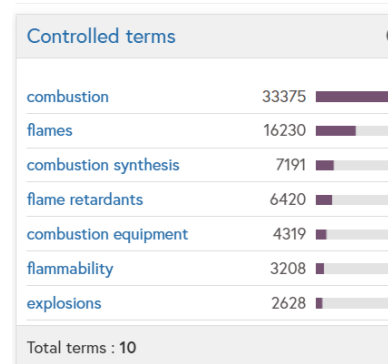 Controlled terms
combustion 33375
flames 16230
combustion synthesis 7191
flame retardants 6420
combustion equipment 4319
flammability 3208
explosions 2628
Total terms : 10